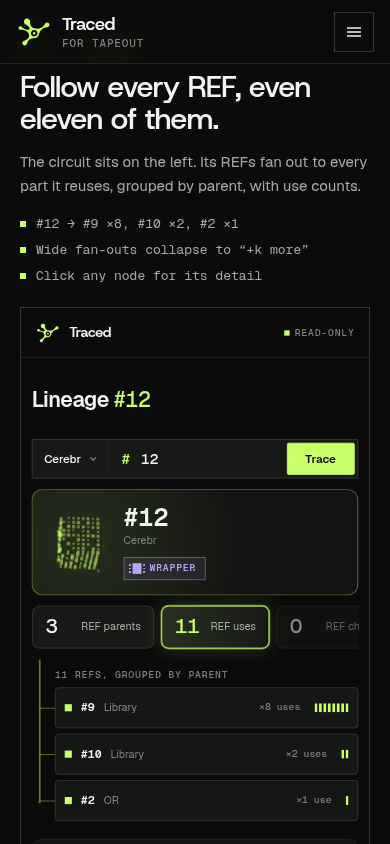 Traced
FOR TAPEOUT
Follow every REF, even
eleven of them.
The circuit sits on the left. Its REFs fan out to every
part it reuses, grouped by parent, with use counts.
#12 → #9 ×8, #10 ×2, #2 ×1
Wide fan-outs collapse to “+k more”
Click any node for its detail
Traced
READ-ONLY
Lineage #12
Cerebr # 12 Trace
#12
Cerebr
WRAPPER
3 REF parents 11 REF uses 0 REF ch
11 REFS, GROUPED BY PARENT
#9 Library ×8 uses
#10 Library ×2 uses
#2 OR ×1 use